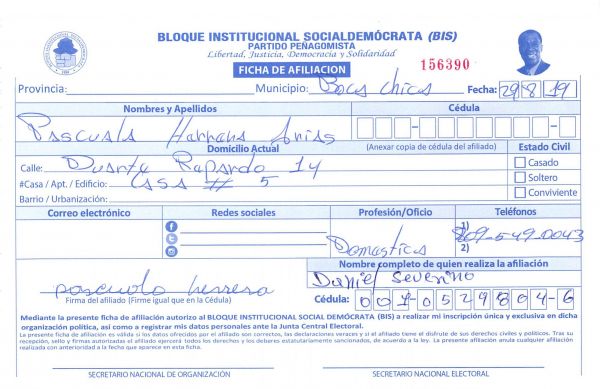 BLOQUE INSTITUCIONAL SOCIALDEMÓCRATA (BIS)
PARTIDO PEÑAGOMISTA
Libertad, Justicia, Democracia y Solidaridad
FICHA DE AFILIACION
156390
Provincia: Municipio: Boca chica Fecha: 29 8 19
Nombres y Apellidos Cédula
Pascuala Arias
Domicilio Actual (Anexar copia de cédula del afiliado) Estado Civil
Calle: Duarte 14 Casado
#Casa / Apt. / Edificio: CASA # 5 Soltero
Barrio / Urbanización: Conviviente
Correo electrónico Redes sociales Profesión/Oficio Teléfonos
1) 809-549-0043
2)
Domestica
Nombre completo de quien realiza la afiliación
Daniel Severino
pascuala herrera
Firma del afiliado (Firme igual que en la Cédula)
Cédula: 001-0529804-6
Mediante la presente ficha de afiliación autorizo al BLOQUE INSTITUCIONAL SOCIAL DEMÓCRATA (BIS) a realizar mi inscripción única y exclusiva en dicha
organización política, así como a registrar mis datos personales ante la Junta Central Electoral.
La presente ficha de afiliación es válida si los datos ofrecidos por el afiliado son correctos, las declaraciones veraces y si el afiliado tiene el disfrute de sus derechos civiles y políticos. Tras su
recepción, sello y firmas autorizadas el afiliado ejercerá todos los derechos y los deberes estatutariamente sancionados, de acuerdo a la ley. La presente afiliación anula cualquier afiliación
realizada con anterioridad a la fecha que aparece en esta ficha.
SECRETARIO NACIONAL DE ORGANIZACIÓN SECRETARIO NACIONAL ELECTORAL